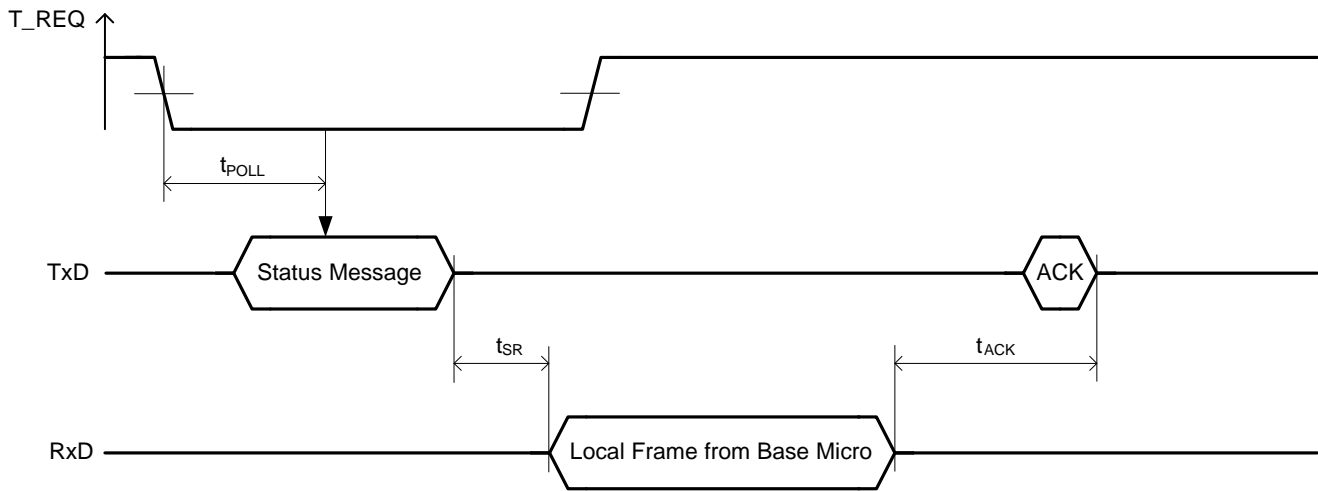 T_REQ
tPOLL
TxD
Status Message
ACK
tSR
tACK
RxD
Local Frame from Base Micro